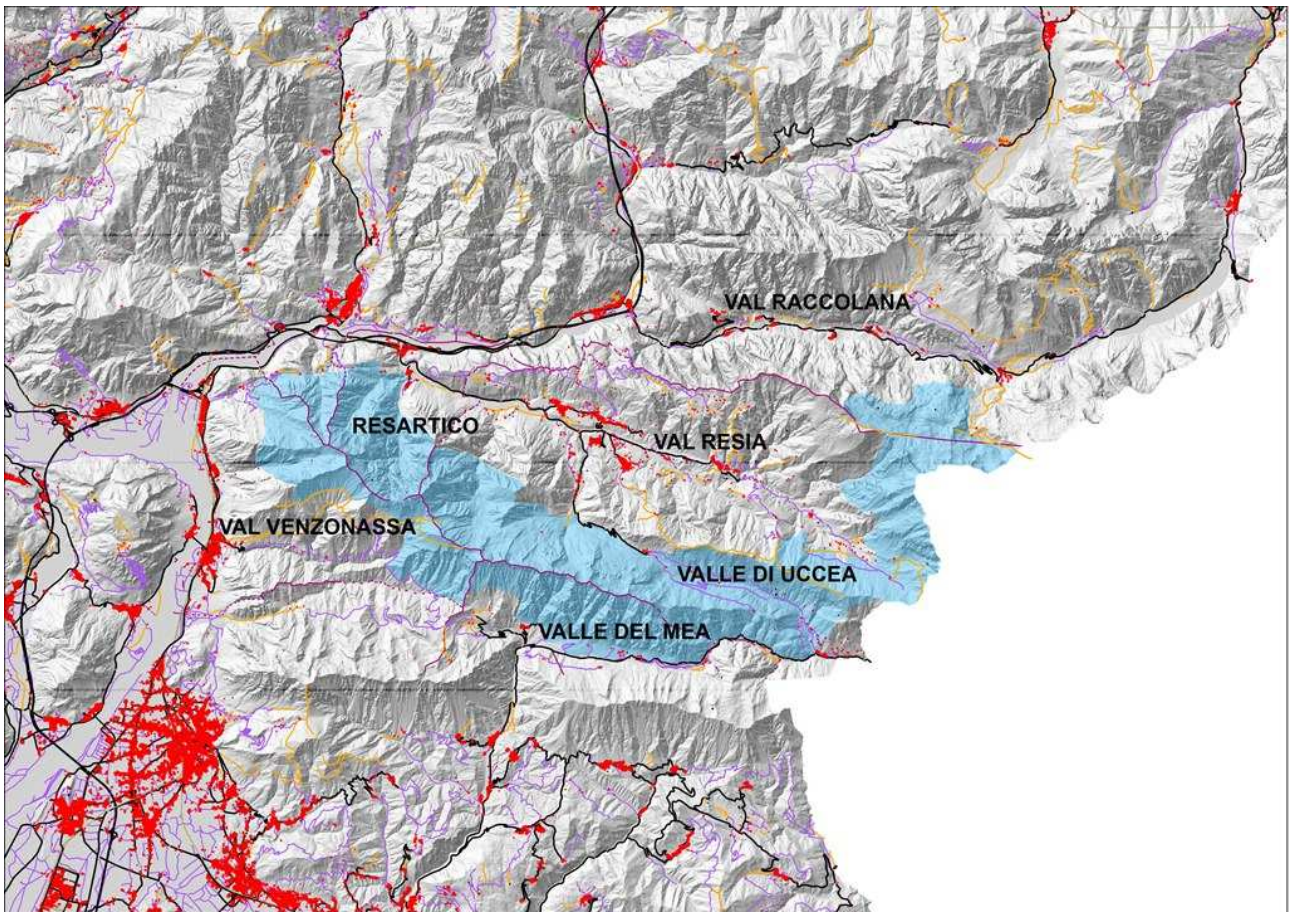 VAL RACCOLANA
RESARTICO
VAL RESIA
VAL VENZONASSA
VALLE DI UCCEA
VALLE DEL MEA